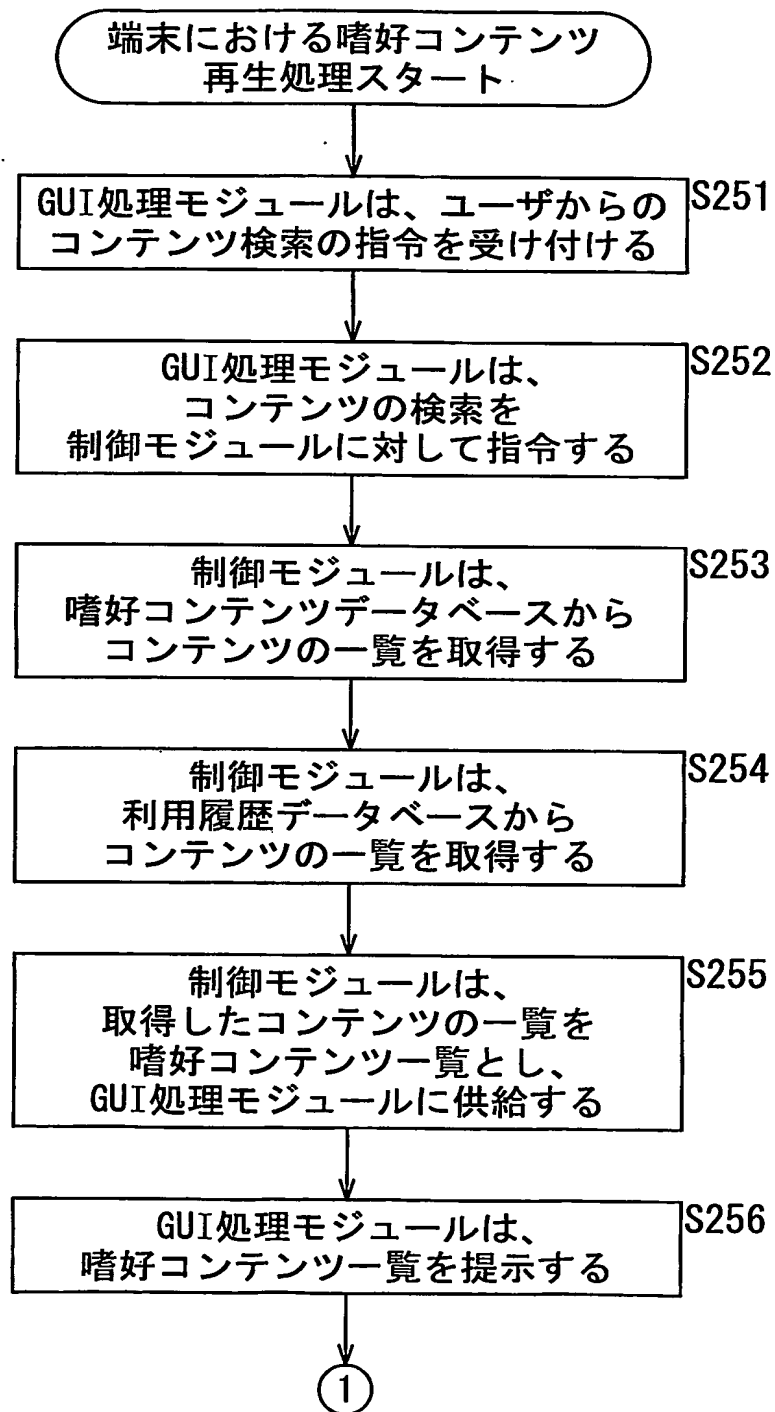 端末における嗜好コンテンツ
再生処理スタート
GUI処理モジュールは、ユーザからの
コンテンツ検索の指令を受け付ける
S251
GUI処理モジュールは、
コンテンツの検索を
制御モジュールに対して指令する
S252
制御モジュールは、
嗜好コンテンツデータベースから
コンテンツの一覧を取得する
S253
制御モジュールは、
利用履歴データベースから
コンテンツの一覧を取得する
S254
制御モジュールは、
取得したコンテンツの一覧を
嗜好コンテンツ一覧とし、
GUI処理モジュールに供給する
S255
GUI処理モジュールは、
嗜好コンテンツ一覧を提示する
S256
1